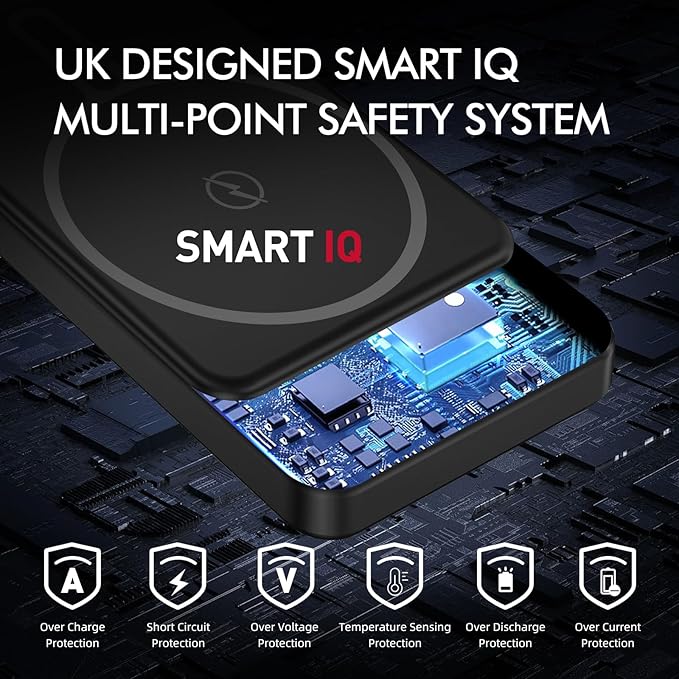 UK DESIGNED SMART IQ
MULTI-POINT SAFETY SYSTEM
SMART IQ
A
V
Over Charge
Protection
Short Circuit
Protection
Over Voltage
Protection
Temperature Sensing
Protection
Over Discharge
Protection
Over Current
Protection